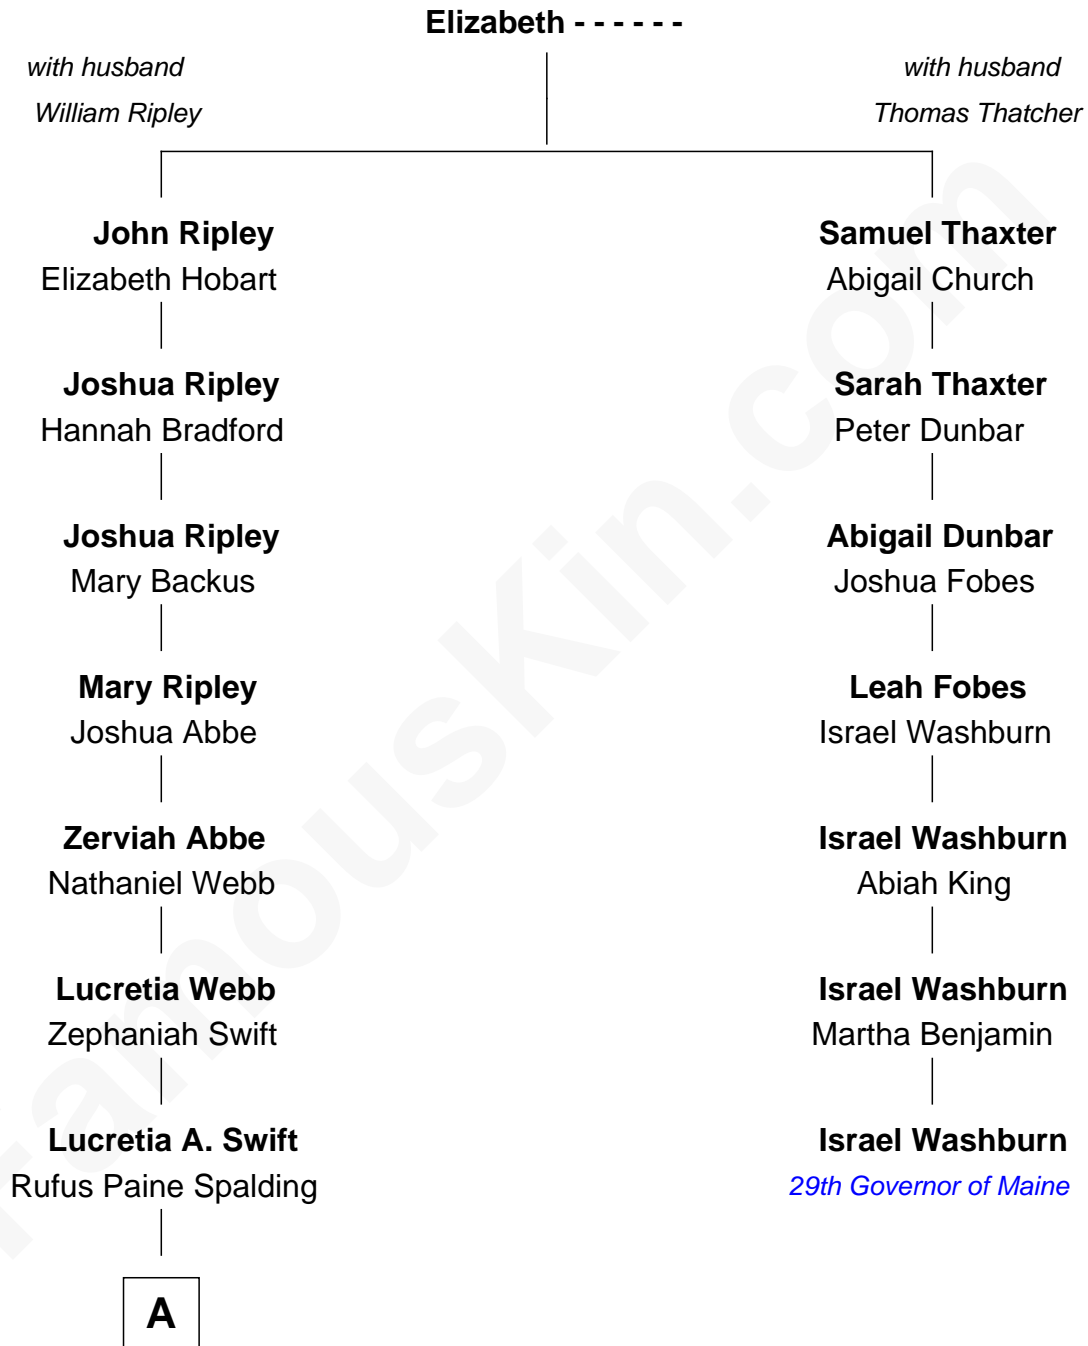 Elizabeth - - - - - -
with husband
William Ripley
with husband
Thomas Thatcher
John Ripley
Elizabeth Hobart
Samuel Thaxter
Abigail Church
Joshua Ripley
Hannah Bradford
Sarah Thaxter
Peter Dunbar
Joshua Ripley
Mary Backus
Abigail Dunbar
Joshua Fobes
Mary Ripley
Joshua Abbe
Leah Fobes
Israel Washburn
Zerviah Abbe
Nathaniel Webb
Israel Washburn
Abiah King
Lucretia Webb
Zephaniah Swift
Israel Washburn
Martha Benjamin
Lucretia A. Swift
Rufus Paine Spalding
Israel Washburn
29th Governor of Maine
A
FamousKin.com